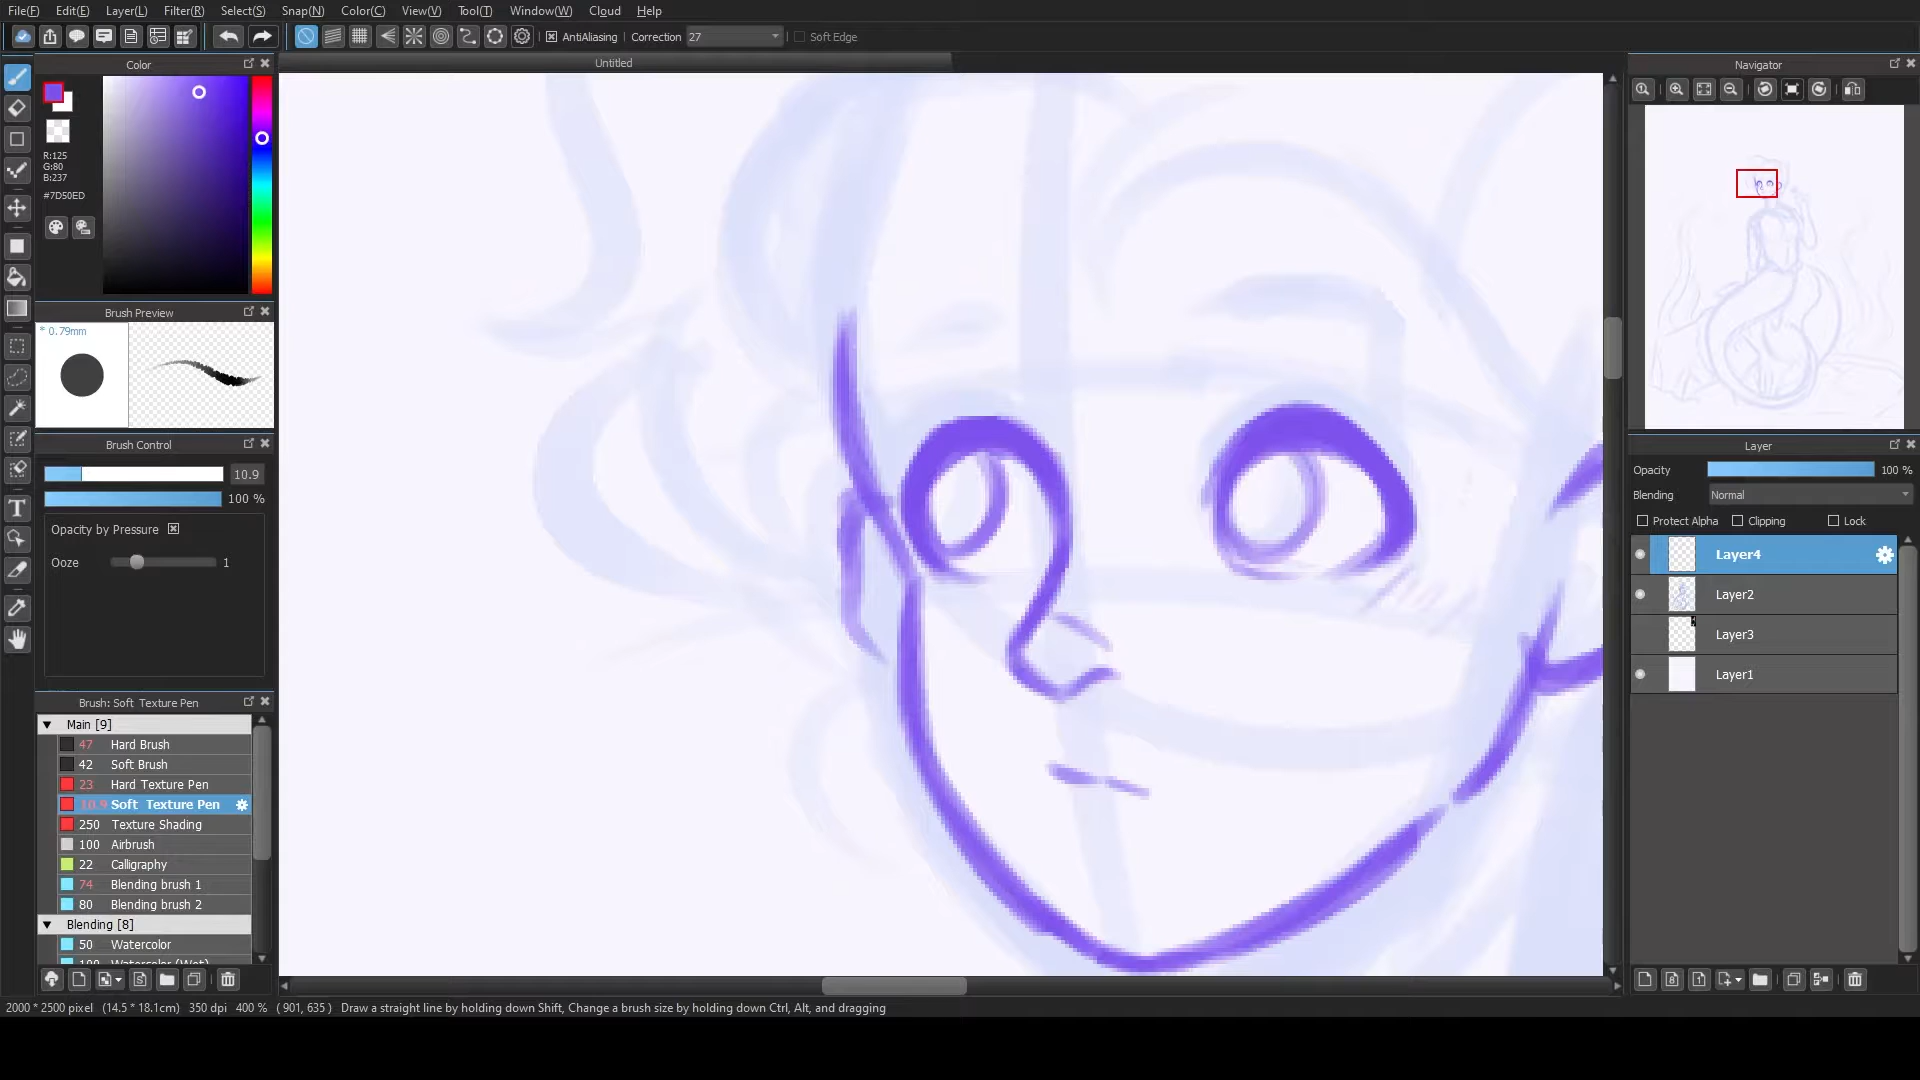 File(F) Edit(E) Layer(L) Filter(R) Select(S) Snap(N) Color(C) View(V) Tool(T) Window(W) Cloud Help
AntiAliasing Correction 27 Soft Edge
Color
Untitled
Navigator
R:125
G:80
B:237
#7D50ED
Brush Preview
* 0.79mm
Brush Control
10.9
100 %
Opacity by Pressure
Ooze 1
Brush: Soft Texture Pen
Main [9]
47 Hard Brush
42 Soft Brush
23 Hard Texture Pen
10.9 Soft Texture Pen
250 Texture Shading
100 Airbrush
22 Calligraphy
74 Blending brush 1
80 Blending brush 2
Blending [8]
50 Watercolor
100 Watercolor (Wet)
Layer
Opacity 100 %
Blending Normal
Protect Alpha Clipping Lock
Layer4
Layer2
Layer3
Layer1
2000 * 2500 pixel (14.5 * 18.1cm) 350 dpi 400 % ( 901, 635 ) Draw a straight line by holding down Shift, Change a brush size by holding down Ctrl, Alt, and dragging